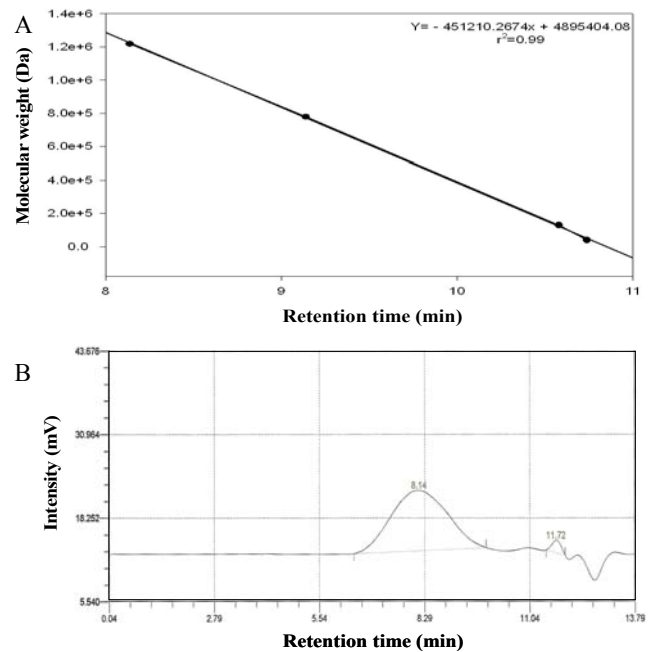 A
Y= - 451210.2674x + 4895404.08
r²=0.99
1.4e+6
1.2e+6
1.0e+6
8.0e+5
6.0e+5
4.0e+5
2.0e+5
0.0
Molecular weight (Da)
8 9 10 11
Retention time (min)
B
43.676
30.964
18.252
5.540
Intensity (mV)
8.14
11.72
0.04 2.79 5.54 8.29 11.04 13.79
Retention time (min)